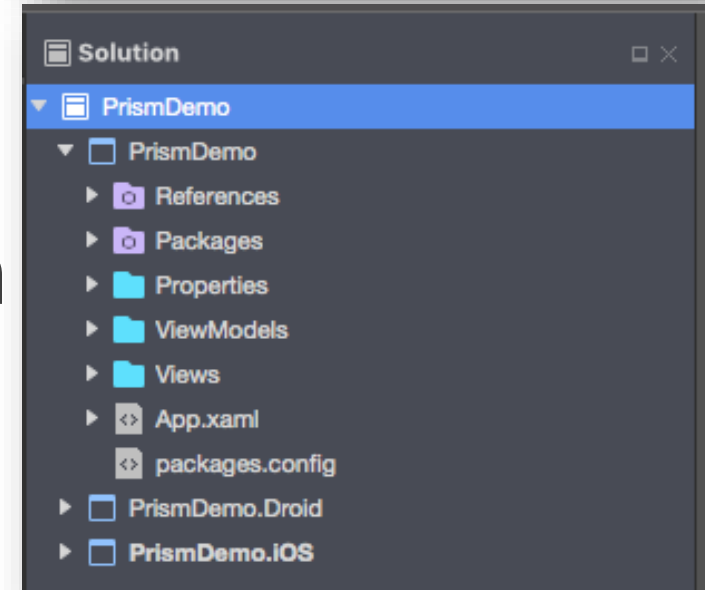 Solution
PrismDemo
PrismDemo
References
Packages
Properties
ViewModels
Views
App.xaml
packages.config
PrismDemo.Droid
PrismDemo.iOS